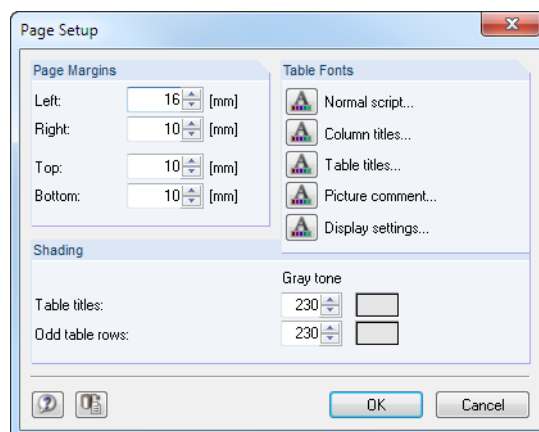 Page Setup
Page Margins
Left: 16 [mm]
Right: 10 [mm]
Top: 10 [mm]
Bottom: 10 [mm]
Table Fonts
Normal script...
Column titles...
Table titles...
Picture comment...
Display settings...
Shading
Gray tone
Table titles: 230
Odd table rows: 230
OK
Cancel